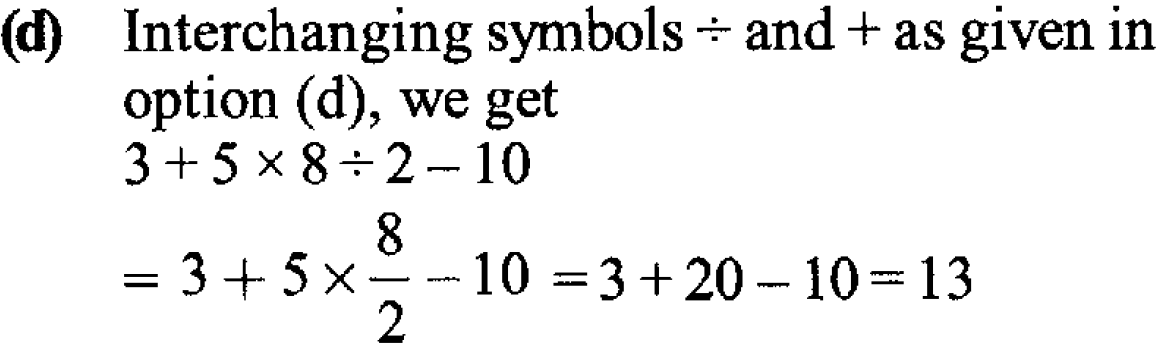 (d) Interchanging symbols ÷ and + as given in
option (d), we get
3 + 5 × 8 ÷ 2 – 10
= 3 + 5 × 8/2 – 10 = 3 + 20 – 10 = 13